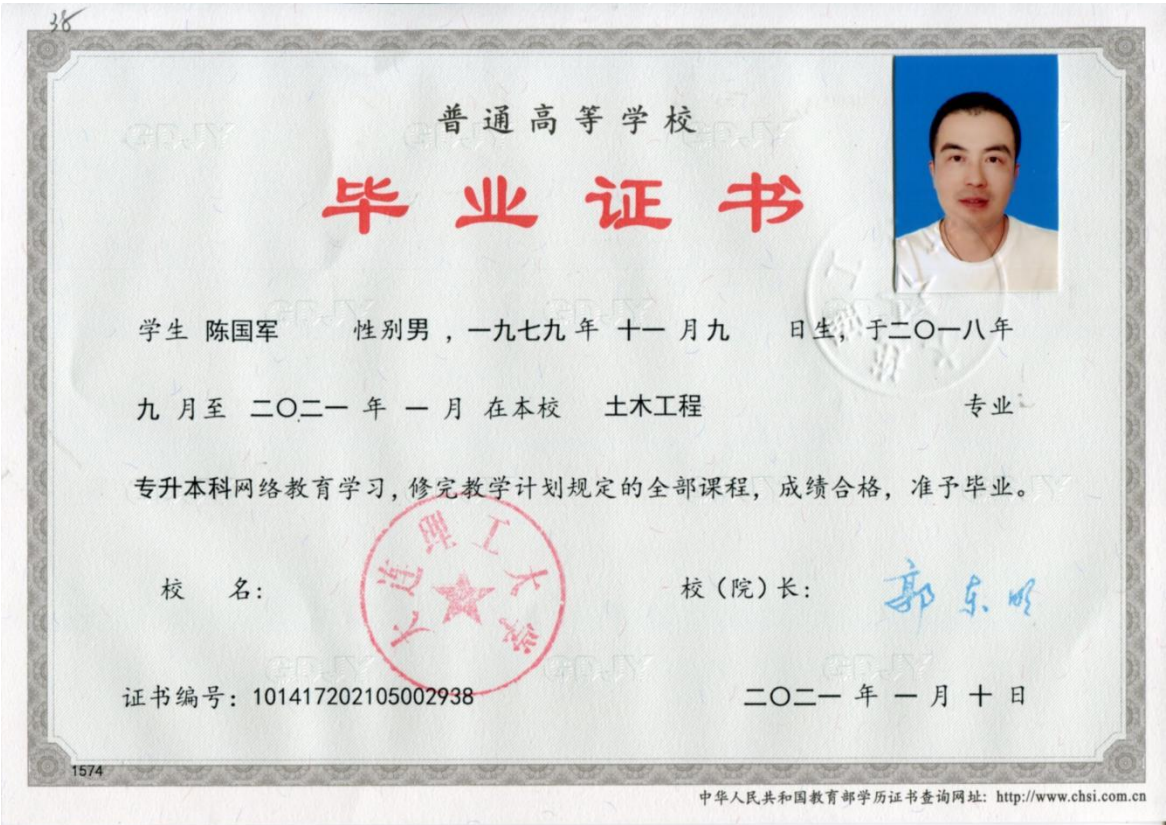 38
普通高等学校
毕业证书
学生 陈国军 性别男，一九七九年 十一 月九 日生，于二〇一八年
九 月至 二〇二一 年 一 月 在本校 土木工程 专业
专升本科网络教育学习，修完教学计划规定的全部课程，成绩合格，准予毕业。
大连理工大学
校 名：
校（院）长：郭东明
证书编号：101417202105002938
二〇二一 年 一 月 十 日
1574
中华人民共和国教育部学历证书查询网址：http://www.chsi.com.cn